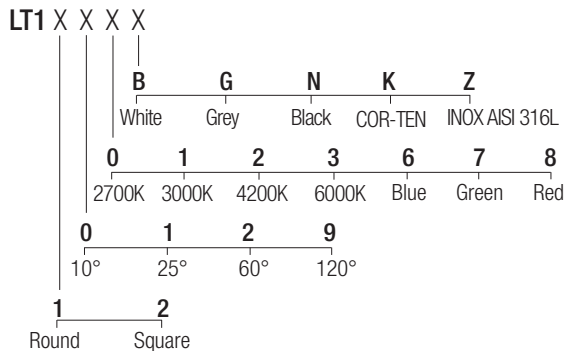 LT1 X X X X
B G N K Z
White Grey Black COR-TEN INOX AISI 316L
0 1 2 3 6 7 8
2700K 3000K 4200K 6000K Blue Green Red
0 1 2 9
10° 25° 60° 120°
1 2
Round Square